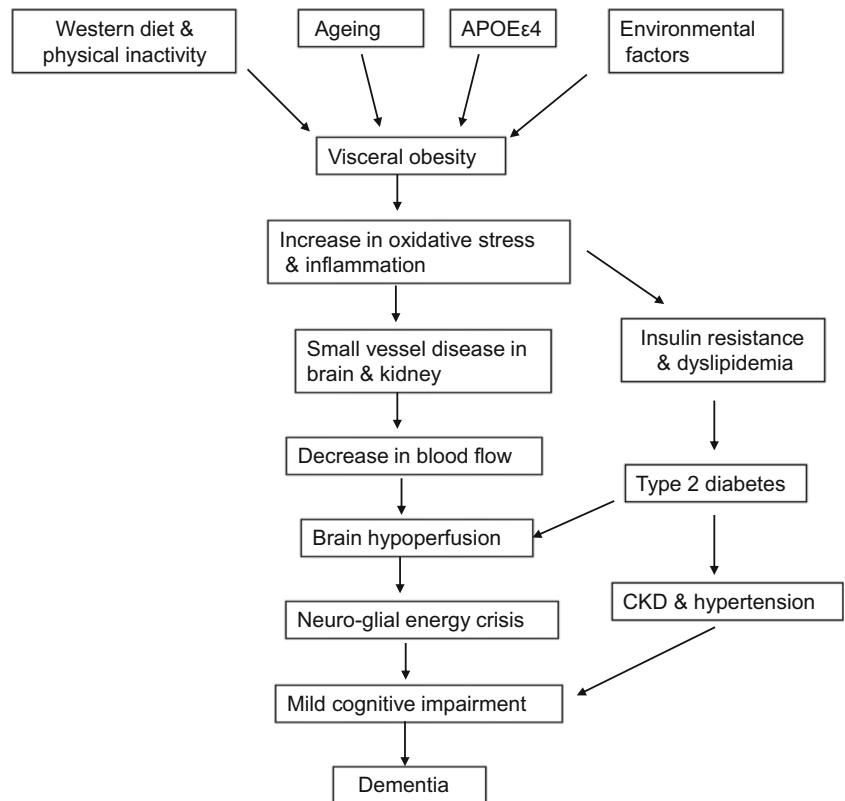 Western diet &
physical inactivity
Ageing
APOEε4
Environmental
factors
Visceral obesity
Increase in oxidative stress
& inflammation
Small vessel disease in
brain & kidney
Insulin resistance
& dyslipidemia
Decrease in blood flow
Type 2 diabetes
Brain hypoperfusion
CKD & hypertension
Neuro-glial energy crisis
Mild cognitive impairment
Dementia